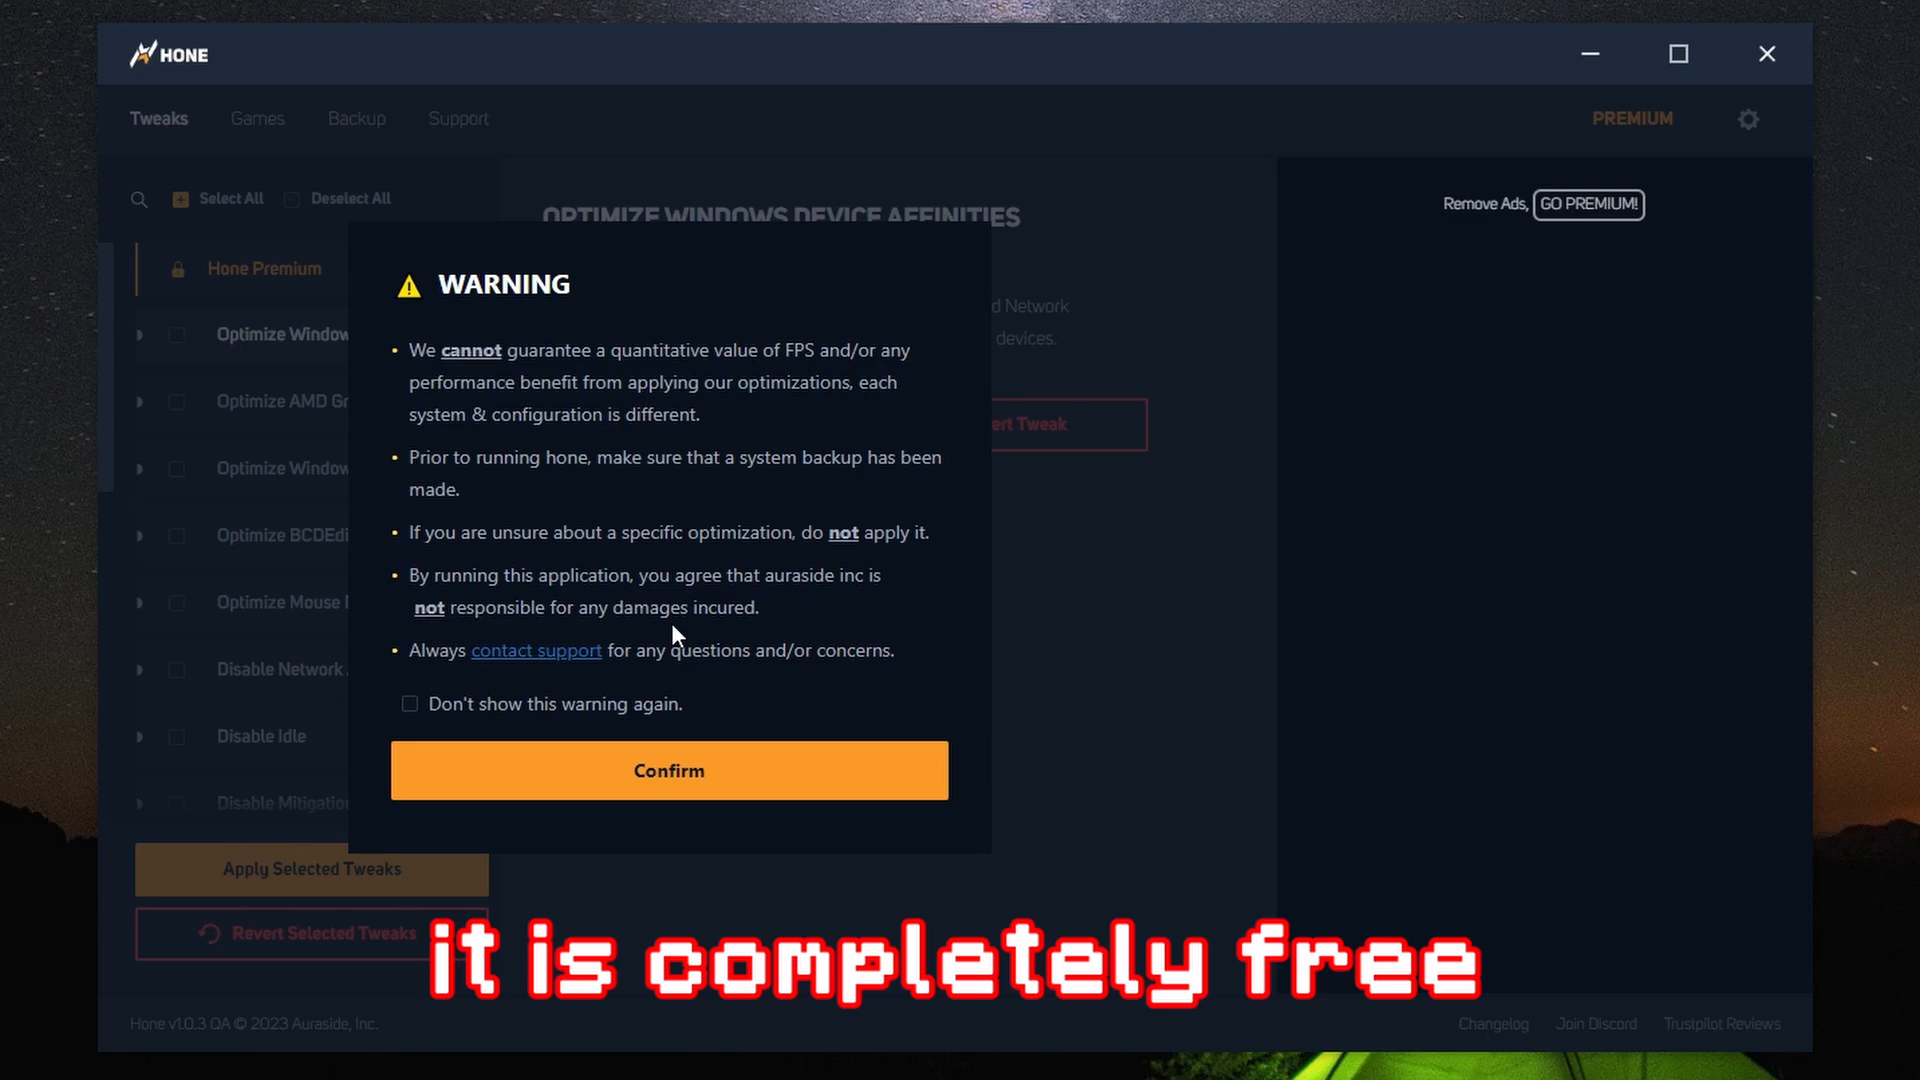 HONE
Tweaks Games Backup Support PREMIUM
Select All Deselect All
OPTIMIZE WINDOWS DEVICE AFFINITIES
Remove Ads, GO PREMIUM!
Hone Premium
WARNING
d Network
Optimize Window
We cannot guarantee a quantitative value of FPS and/or any
devices.
performance benefit from applying our optimizations, each
Optimize AMD Gr
system & configuration is different.
ert Tweak
Prior to running hone, make sure that a system backup has been
Optimize Window
made.
If you are unsure about a specific optimization, do not apply it.
Optimize BCDEdi
By running this application, you agree that auraside inc is
Optimize Mouse
not responsible for any damages incured.
Always contact support for any questions and/or concerns.
Disable Network
Don't show this warning again.
Disable Idle
Confirm
Disable Mitigation
Apply Selected Tweaks
Revert Selected Tweaks
it is completely free
Hone v1.0.3 QA © 2023 Auraside, Inc.
Changelog Join Discord Trustpilot Reviews